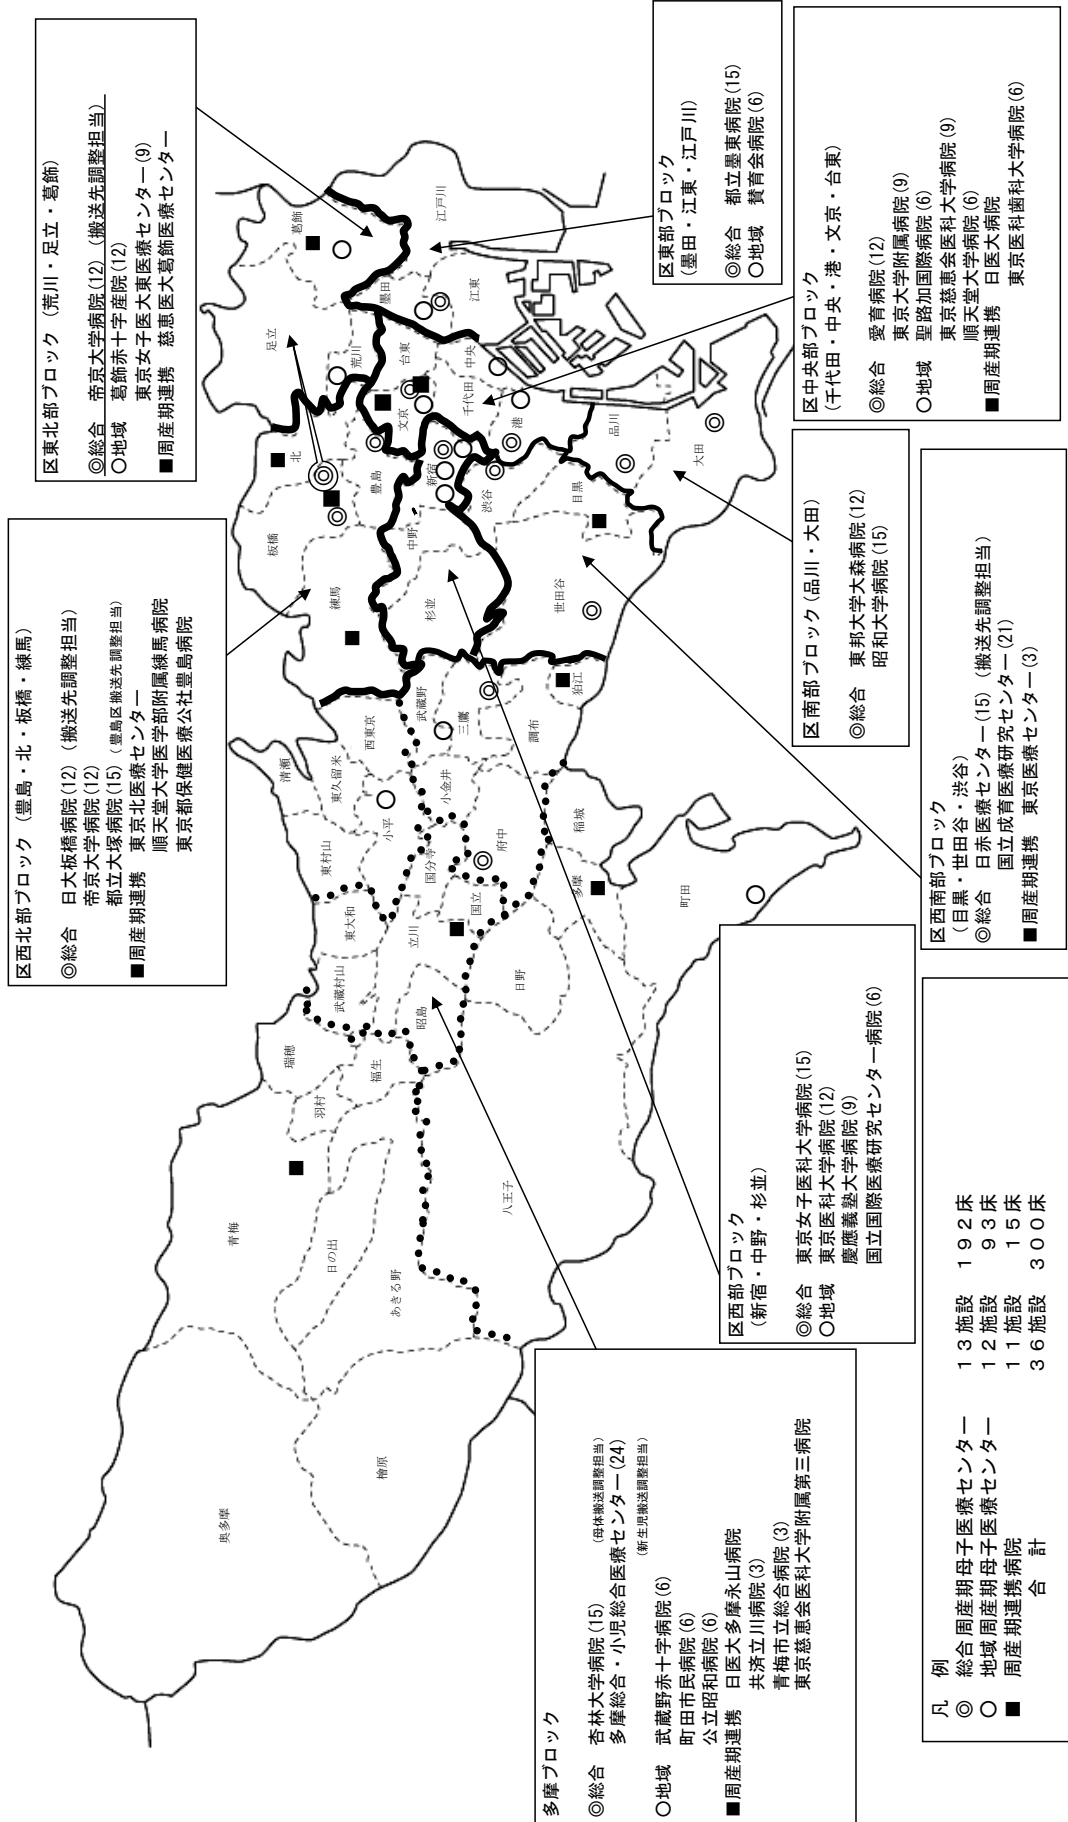 区東北部ブロック（荒川・足立・葛飾）
◎総合　帝京大学病院(12)（搬送先調整担当）
○地域　葛飾赤十字産院(12)
東京女子医大東医療センター(9)
■周産期連携　慈恵医大葛飾医療センター
区東部ブロック
（墨田・江東・江戸川）
◎総合　都立墨東病院(15)
○地域　賛育会病院(6)
区中央部ブロック
（千代田・中央・港・文京・台東）
◎総合　愛育病院(12)
東京大学附属病院(9)
○地域　聖路加国際病院(6)
東京慈恵会医科大学病院(9)
順天堂大学病院(6)
■周産期連携　日医大病院
東京医科歯科大学病院(6)
区西北部ブロック（豊島・北・板橋・練馬）
◎総合　日大板橋病院(12)（搬送先調整担当）
帝京大学病院(12)
都立大塚病院(15)（豊島区搬送先調整担当）
■周産期連携　東京北医療センター
順天堂大学医学部附属練馬病院
東京都保健医療公社豊島病院
区南部ブロック（品川・大田）
◎総合　東邦大学大森病院(12)
昭和大学病院(15)
区西南部ブロック
（目黒・世田谷・渋谷）
◎総合　日赤医療センター(15)（搬送先調整担当）
国立成育医療研究センター(21)
■周産期連携　東京医療センター(3)
区西部ブロック
（新宿・中野・杉並）
◎総合　東京女子医科大学病院(15)
○地域　東京医科大学病院(12)
慶應義塾大学病院(9)
国立国際医療研究センター病院(6)
多摩ブロック
◎総合　杏林大学病院(15)
（母体搬送調整担当）
多摩総合・小児総合医療センター(24)
（新生児搬送調整担当）
○地域　武蔵野赤十字病院(6)
町田市民病院(6)
公立昭和病院(6)
■周産期連携　日医大多摩永山病院
共済立川病院(3)
青梅市立総合病院(3)
東京慈恵会医科大学附属第三病院
凡　例
◎　総合周産期母子医療センター　１３施設　１９２床
○　地域周産期母子医療センター　１２施設　９３床
■　周産期連携病院　１１施設　１５床
合　計　３６施設　３００床
奥多摩
檜原
青梅
日の出
あきる野
八王子
瑞穂
羽村
福生
武蔵村山
東大和
昭島
立川
日野
国立
東村山
清瀬
東久留米
小平
国分寺
小金井
府中
多摩
稲城
町田
西東京
武蔵野
三鷹
調布
狛江
練馬
板橋
北
豊島
杉並
中野
新宿
渋谷
世田谷
目黒
品川
大田
港
千代田
中央
文京
台東
荒川
足立
葛飾
墨田
江東
江戸川